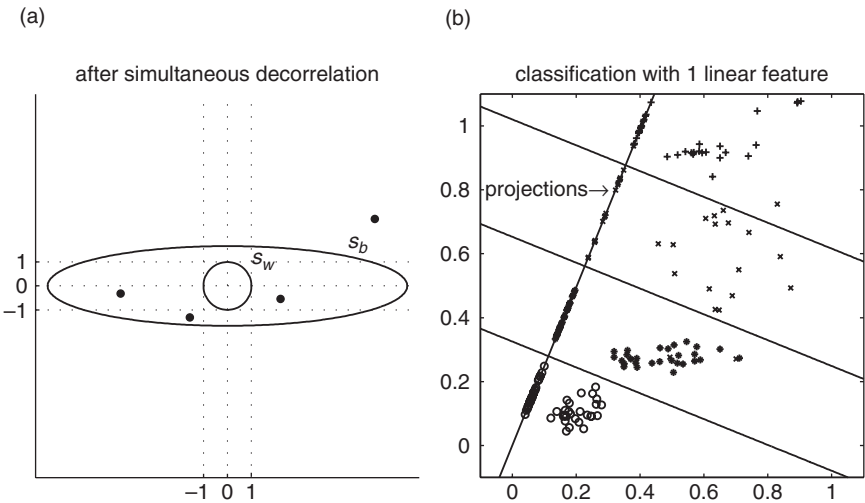 (a)
after simultaneous decorrelation
s_b
s_w
1
0
−1
−1 0 1
(b)
classification with 1 linear feature
projections→
1
0.8
0.6
0.4
0.2
0
0 0.2 0.4 0.6 0.8 1